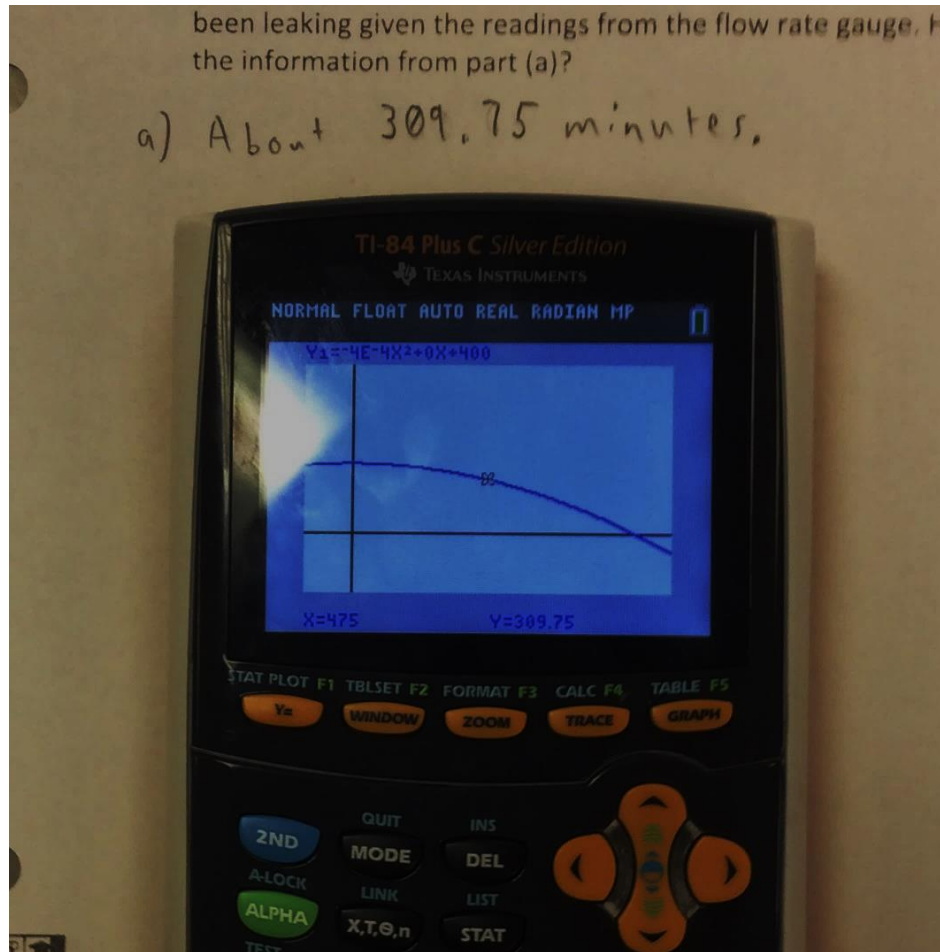 been leaking given the readings from the flow rate gauge.
the information from part (a)?
a) About 309.75 minutes.
TI-84 Plus C Silver Edition
TEXAS INSTRUMENTS
NORMAL FLOAT AUTO REAL RADIAN MP
Y1=-4E-4X²+0X+400
X=475 Y=309.75
STAT PLOT F1 TBLSET F2 FORMAT F3 CALC F4 TABLE F5
Y= WINDOW ZOOM TRACE GRAPH
QUIT INS
2ND MODE DEL
A-LOCK LINK LIST
ALPHA X,T,Θ,n STAT
TEST